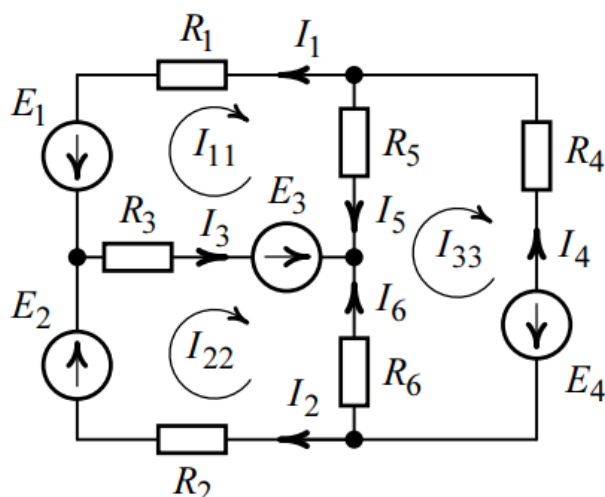 R1 I1
E1 I11 R5 R4
R3 I3 E3 I5 I33 I4
E2 I22 I6 R6 E4
I2
R2